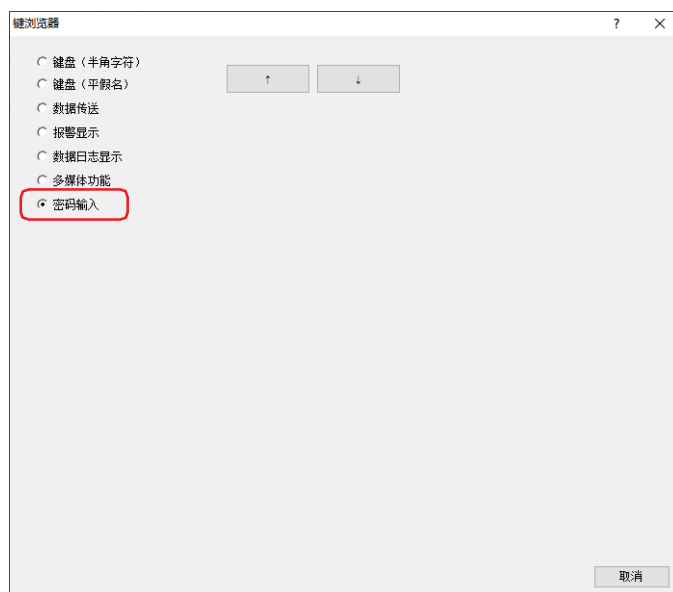 键浏览器
?
键盘（半角字符）
键盘（平假名）
↑
↓
数据传送
报警显示
数据日志显示
多媒体功能
密码输入
取消